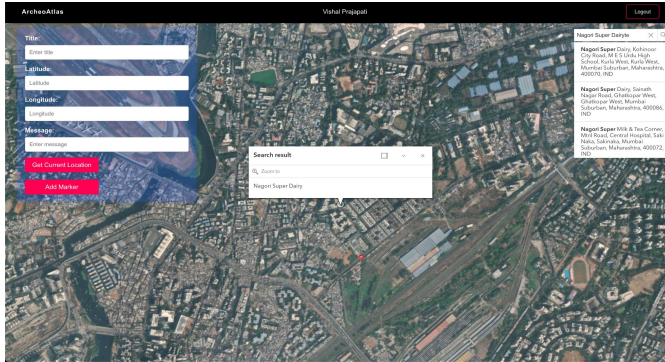 ArcheoAtlas
Vishal Prajapati
Logout
Title:
Enter title
Latitude:
Latitude
Longitude:
Longitude
Message:
Enter message
Get Current Location
Add Marker
Search result
Zoom to
Nagori Super Dairy
Nagori Super Dairyte
Nagori Super Dairy, Kohinoor
City Road, M E S Urdu High
School, Kurla West, Kurla West,
Mumbai Suburban, Maharashtra,
400070, IND
Nagori Super Dairy, Sainath
Nagar Road, Ghatkopar West,
Ghatkopar West, Mumbai
Suburban, Maharashtra, 400086,
IND
Nagori Super Milk & Tea Corner,
Mtnl Road, Central Hospital, Saki
Naka, Sakinaka, Mumbai
Suburban, Maharashtra, 400072,
IND